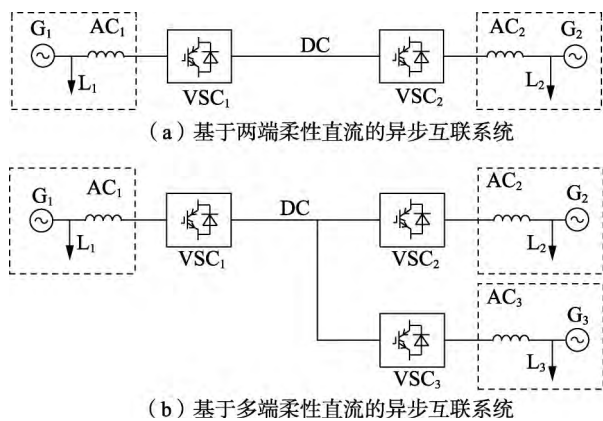 G₁ AC₁ DC AC₂ G₂
L₁ VSC₁ VSC₂ L₂
（a）基于两端柔性直流的异步互联系统
G₁ AC₁ DC AC₂ G₂
L₁ VSC₁ VSC₂ L₂
AC₃ G₃
VSC₃ L₃
（b）基于多端柔性直流的异步互联系统